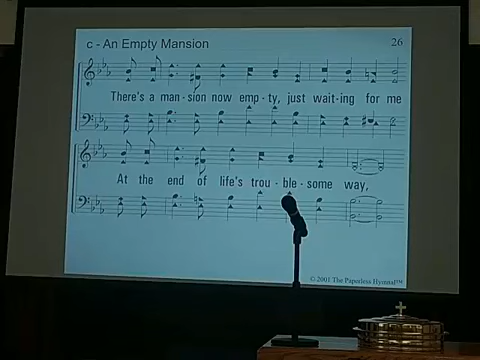 c - An Empty Mansion 26
There's a man - sion now emp - ty, just wait - ing for me
At the end of life's trou - ble - some way,
© 2001 The Paperless Hymnal™